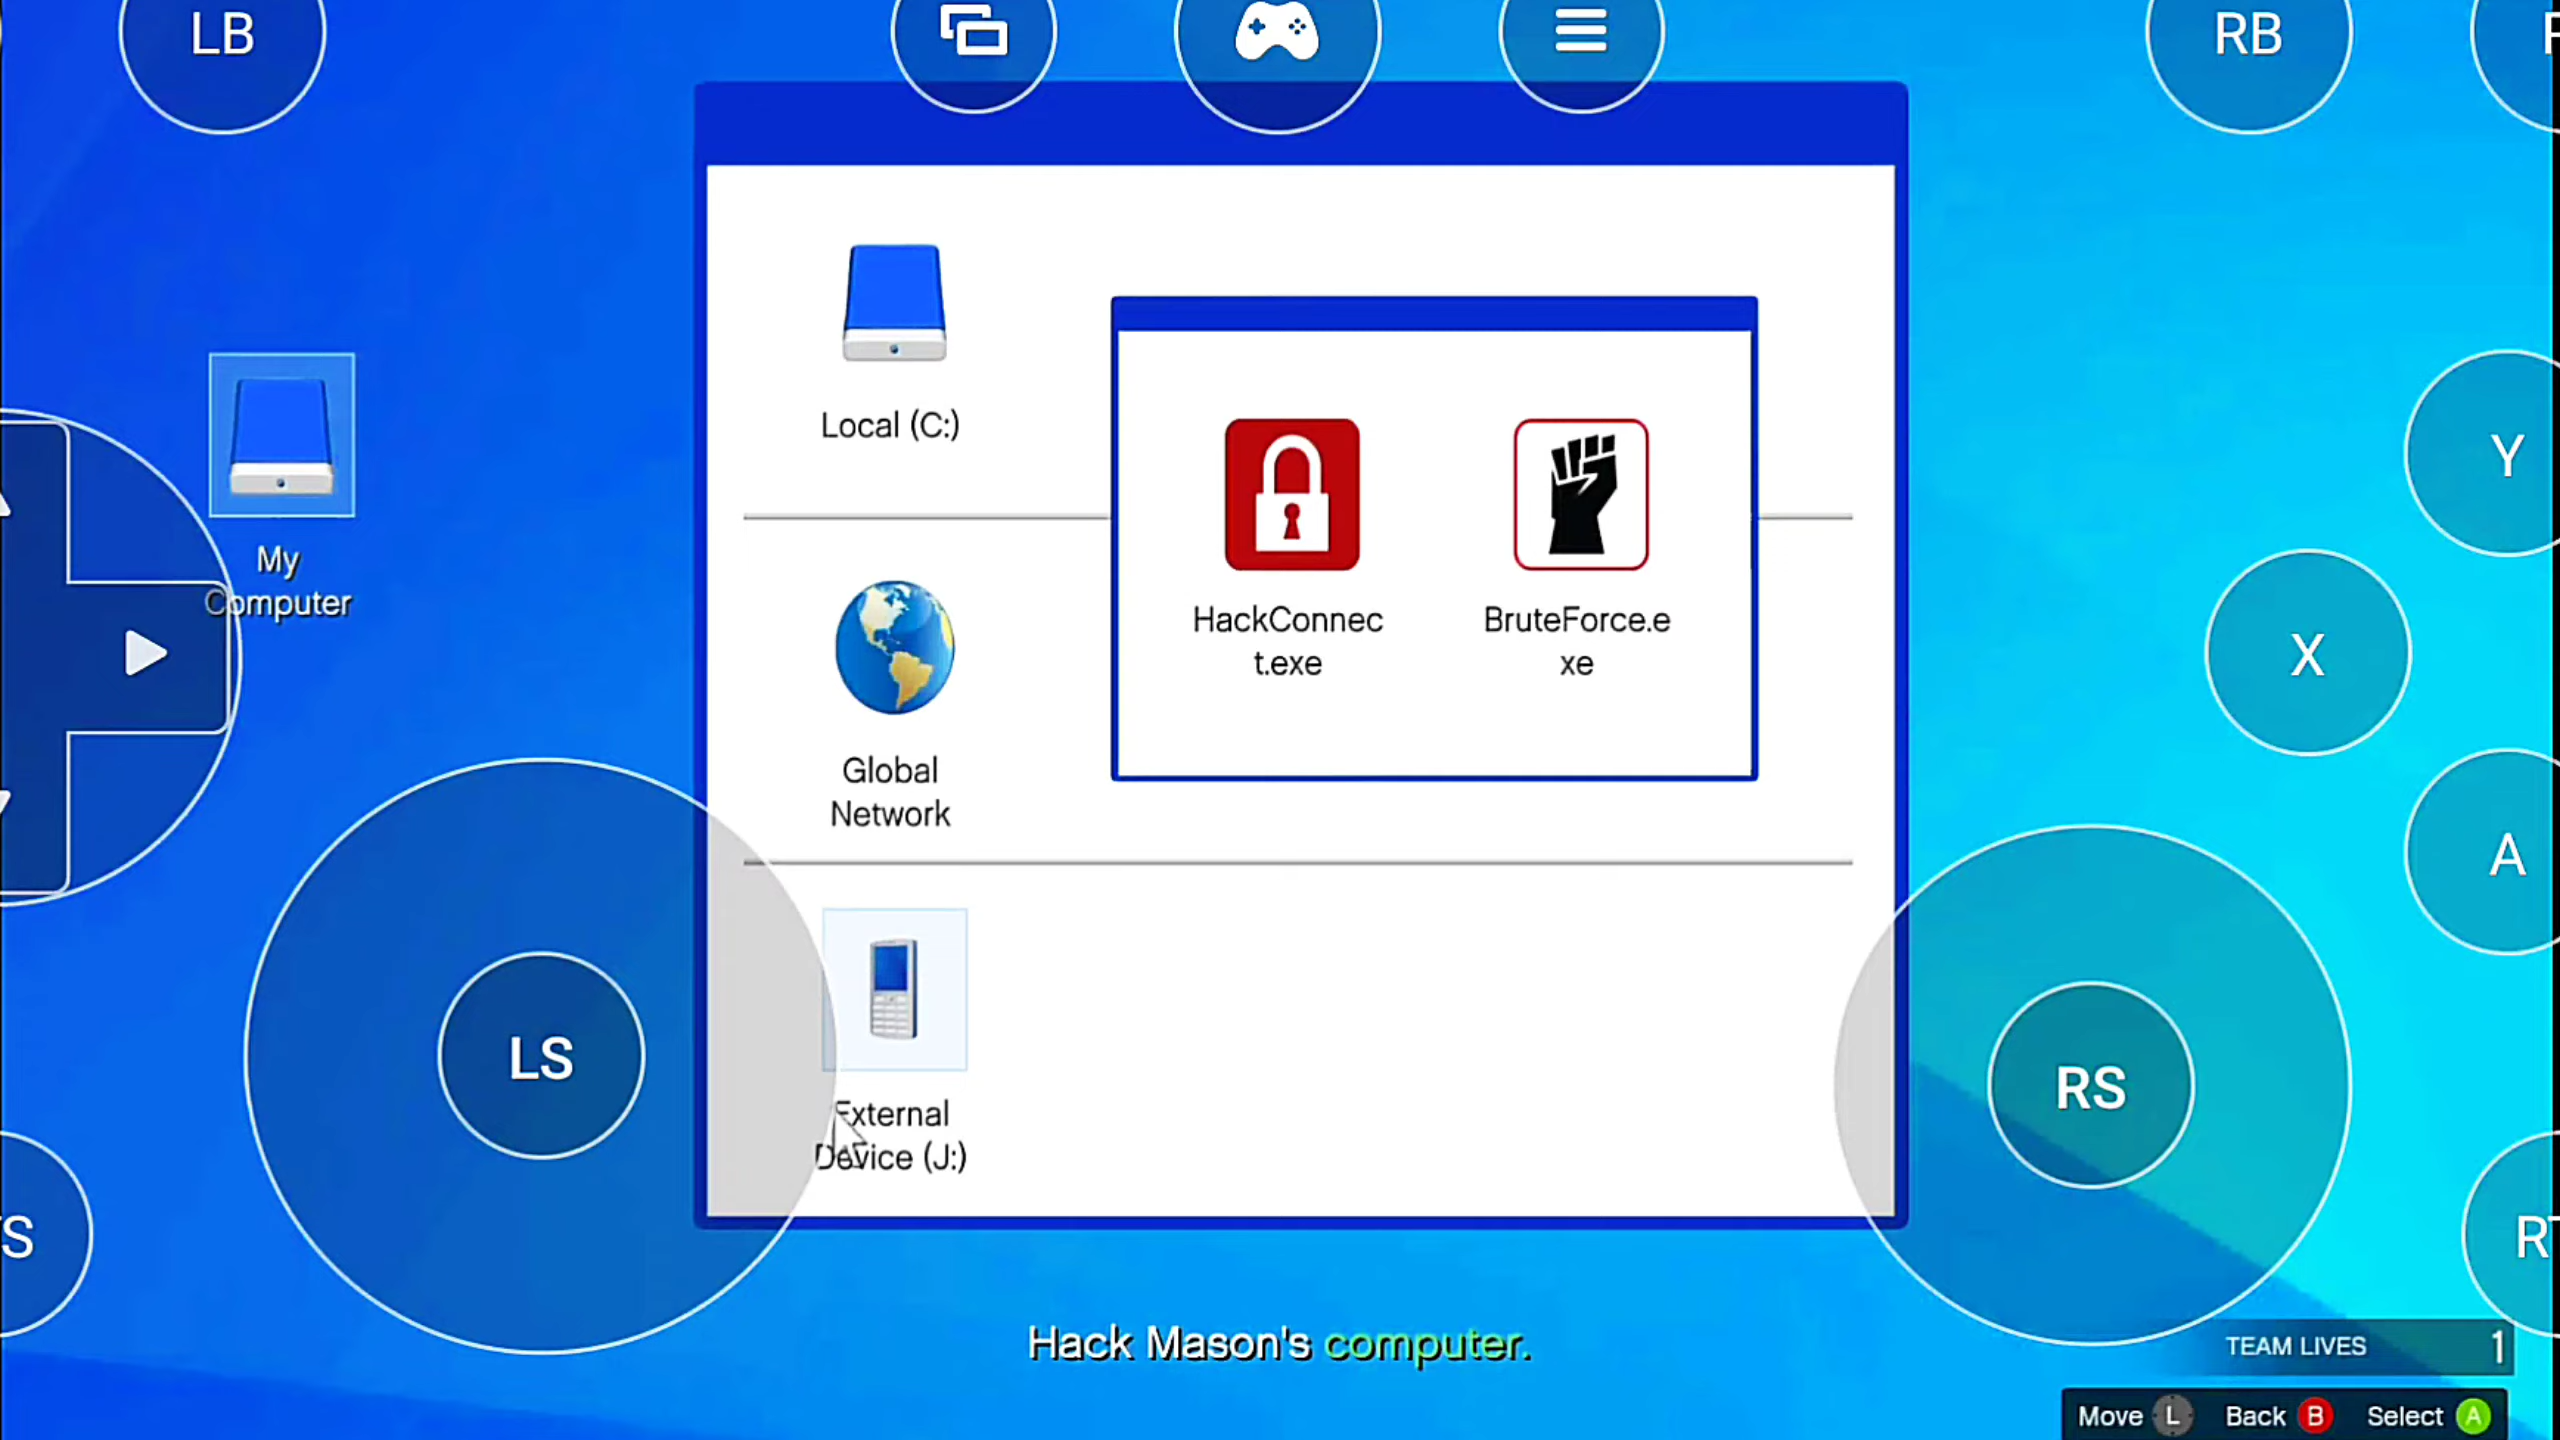 LB
RB
My
Computer
Local (C:)
HackConnec
t.exe
BruteForce.e
xe
Global
Network
External
Device (J:)
Y
X
A
LS
RS
Hack Mason's computer.
TEAM LIVES 1
Move L Back B Select A